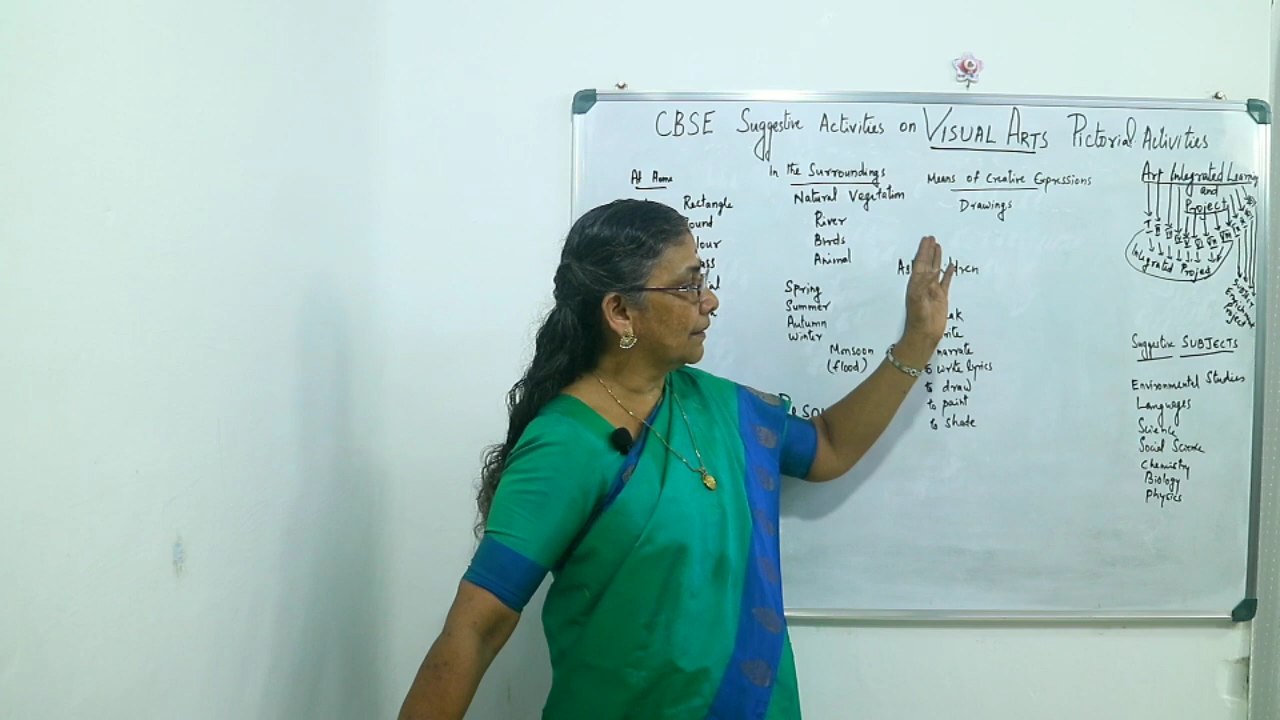 CBSE Suggestive Activities on VISUAL ARTS Pictorial Activities
At Home
Rectangle
In the Surroundings
Natural Vegetation
River
Birds
Animal
Spring
Summer
Autumn
Winter
Monsoon
(flood)
Means of Creative Expressions
Drawings
narrate
to write lyrics
to draw
to paint
to shade
Art Integrated Learning
and
Project
Integrated Project
Suggestive SUBJECTS
Environmental Studies
Languages
Science
Social Science
Chemistry
Biology
Physics